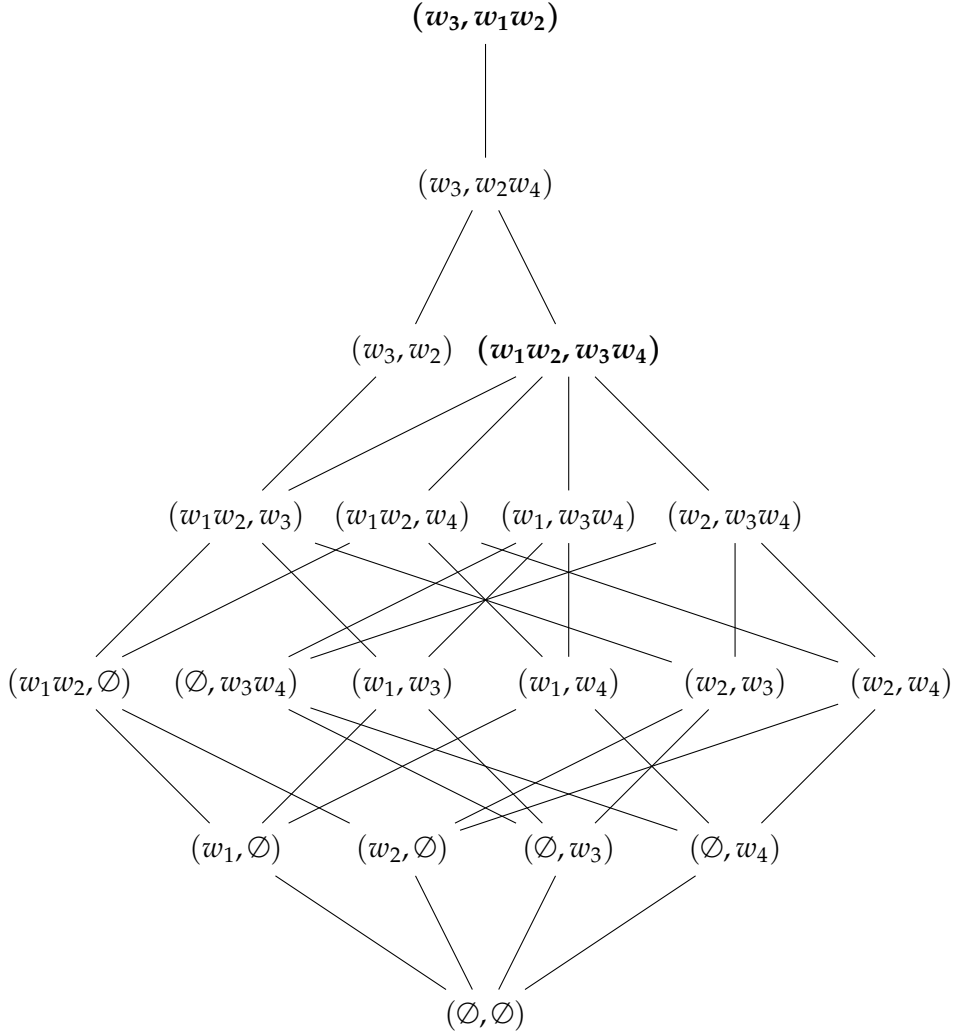 (w₃, w₁w₂)
(w₃, w₂w₄)
(w₃, w₂) (w₁w₂, w₃w₄)
(w₁w₂, w₃) (w₁w₂, w₄) (w₁, w₃w₄) (w₂, w₃w₄)
(w₁w₂, ∅) (∅, w₃w₄) (w₁, w₃) (w₁, w₄) (w₂, w₃) (w₂, w₄)
(w₁, ∅) (w₂, ∅) (∅, w₃) (∅, w₄)
(∅, ∅)